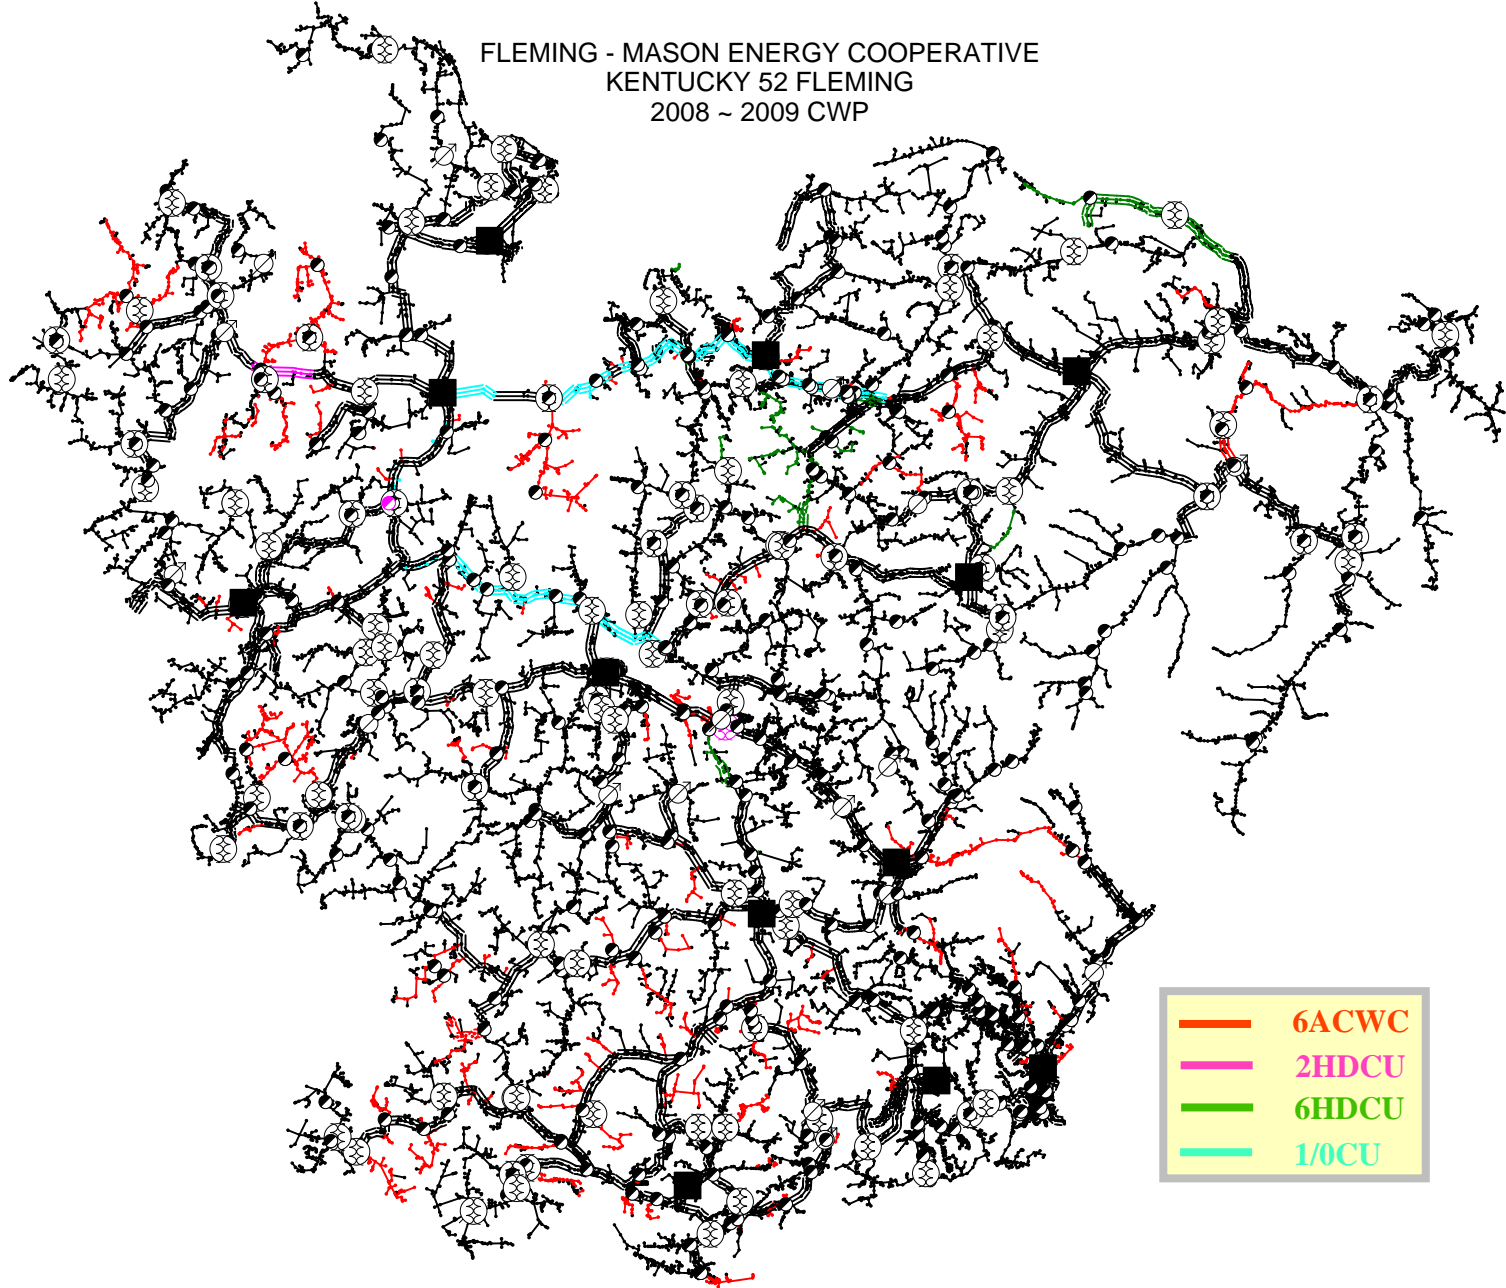 FLEMING - MASON ENERGY COOPERATIVE
KENTUCKY 52 FLEMING
2008 ~ 2009 CWP
6ACWC
2HDCU
6HDCU
1/0CU